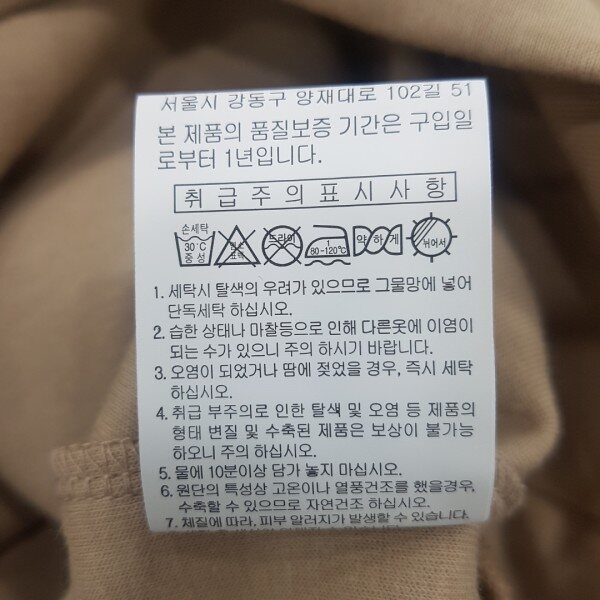 서울시 강동구 양재대로 102길 51
본 제품의 품질보증 기간은 구입일
로부터 1년입니다.
취급주의표시사항
손세탁
30°C
중성
염소
표백
드라이
1
80~120°C
약하게
뉘어서
1. 세탁시 탈색의 우려가 있으므로 그물망에 넣어
단독세탁 하십시오.
2. 습한 상태나 마찰등으로 인해 다른옷에 이염이
되는 수가 있으니 주의 하시기 바랍니다.
3. 오염이 되었거나 땀에 젖었을 경우, 즉시 세탁
하십시오.
4. 취급 부주의로 인한 탈색 및 오염 등 제품의
형태 변질 및 수축된 제품은 보상이 불가능
하오니 주의 하십시오.
5. 물에 10분이상 담가 놓지 마십시오.
6. 원단의 특성상 고온이나 열풍건조를 했을경우,
수축할 수 있으므로 자연건조 하십시오.
7. 체질에 따라, 피부 알러지가 발생할 수 있습니다.